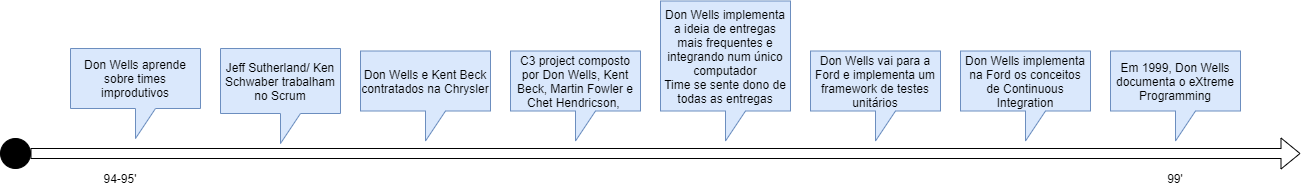 Don Wells aprende
sobre times
improdutivos
Jeff Sutherland/ Ken
Schwaber trabalham
no Scrum
Don Wells e Kent Beck
contratados na Chrysler
C3 project composto
por Don Wells, Kent
Beck, Martin Fowler e
Chet Hendricson,
Don Wells implementa
a ideia de entregas
mais frequentes e
integrando num único
computador
Time se sente dono de
todas as entregas
Don Wells vai para a
Ford e implementa um
framework de testes
unitários
Don Wells implementa
na Ford os conceitos
de Continuous
Integration
Em 1999, Don Wells
documenta o eXtreme
Programming
94-95'
99'